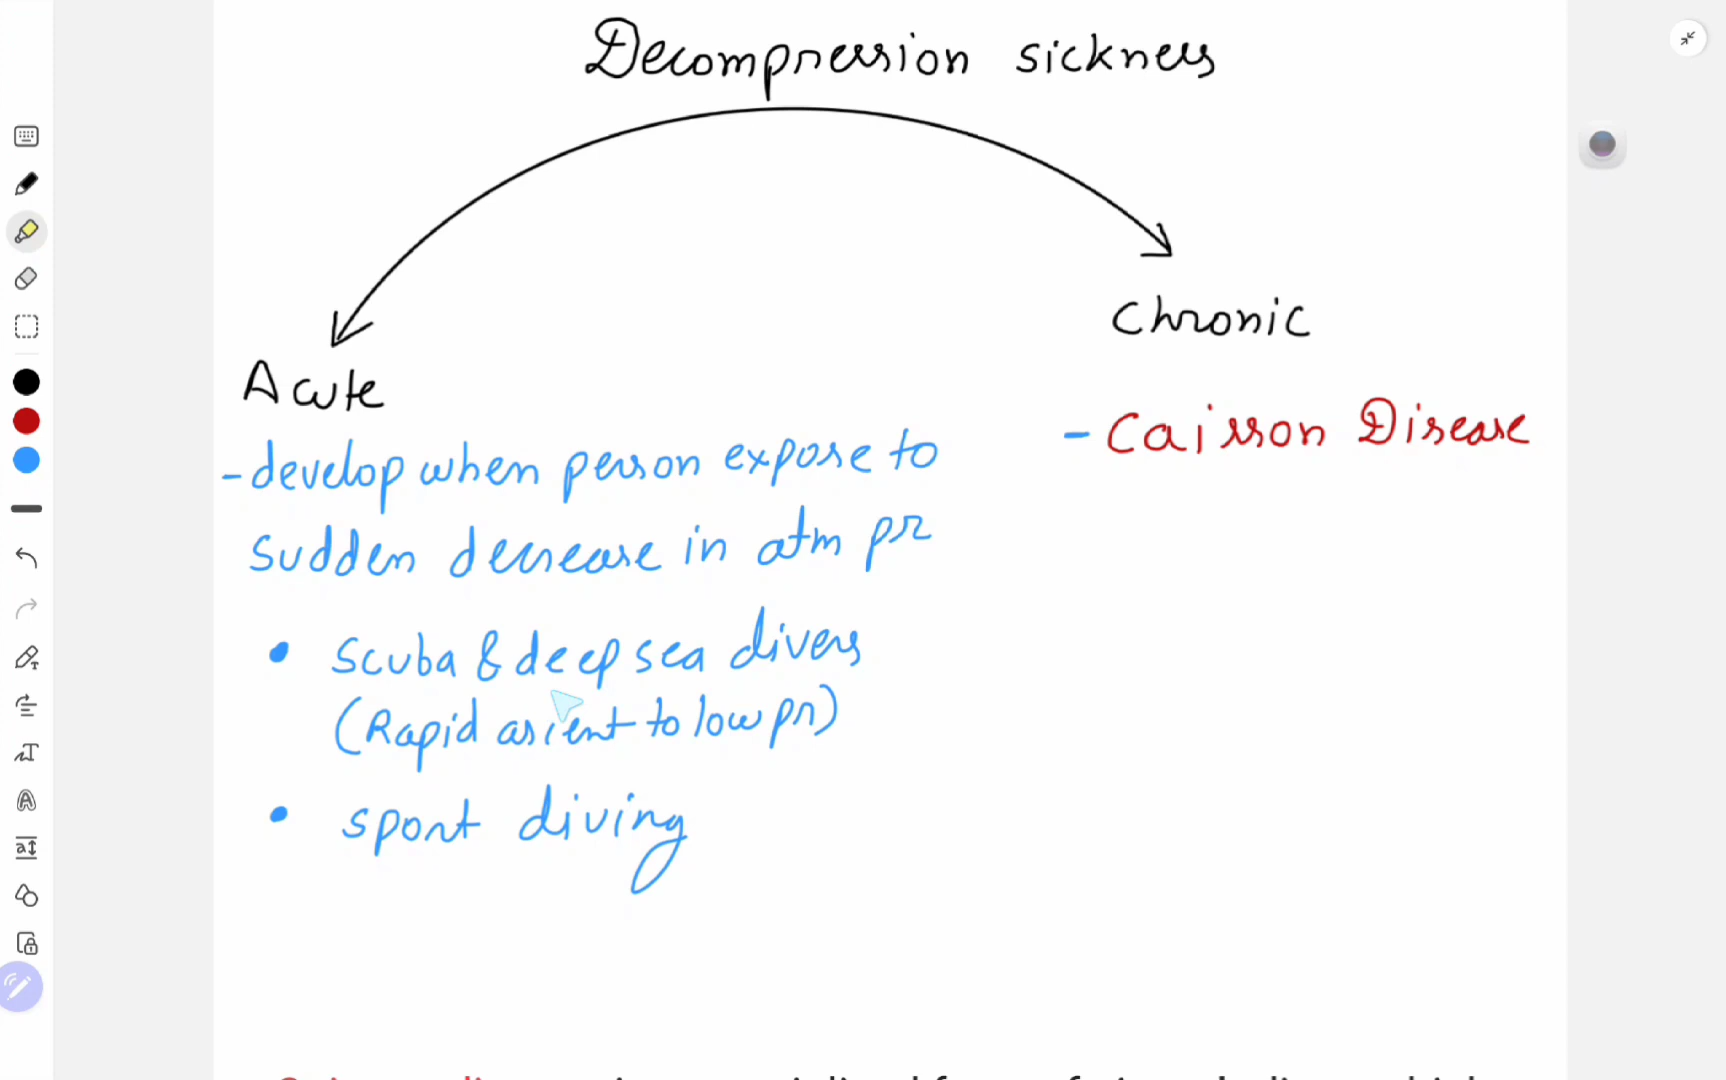 Decompression sickness
Acute
- develop when person expose to
sudden decrease in atm pr
• Scuba & deep sea divers
(Rapid ascient to low pr)
• sport diving
Chronic
- Caisson Disease